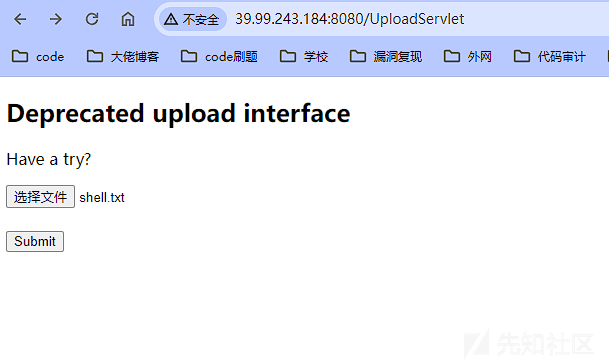 不安全 39.99.243.184:8080/UploadServlet
code 大佬博客 code刷题 学校 漏洞复现 外网 代码审计
Deprecated upload interface
Have a try?
选择文件 shell.txt
Submit
先知社区